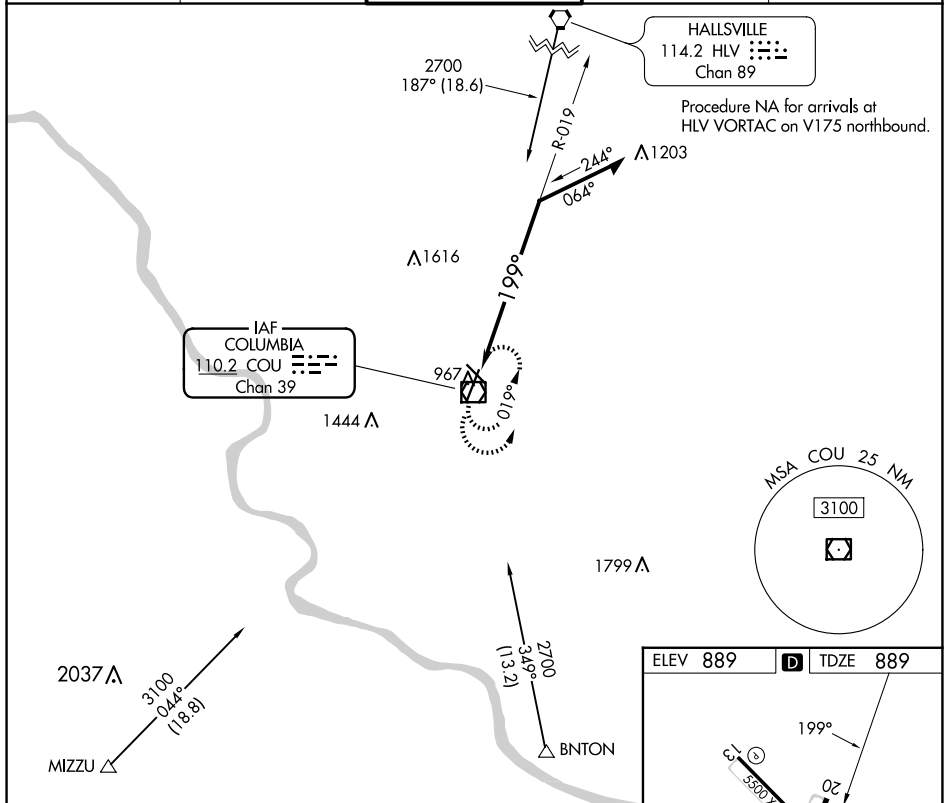 HALLSVILLE
114.2 HLV
Chan 89
2700
187° (18.6)
R-019
Procedure NA for arrivals at
HLV VORTAC on V175 northbound.
1203
244°
064°
1616
199°
IAF
COLUMBIA
110.2 COU
Chan 39
967
019°
1444
MSA COU 25 NM
3100
1799
2037
3100
044°
(18.8)
2700
349°
(13.2)
MIZZU
BNTON
ELEV 889
D
TDZE 889
199°
13
P
20
5500 X